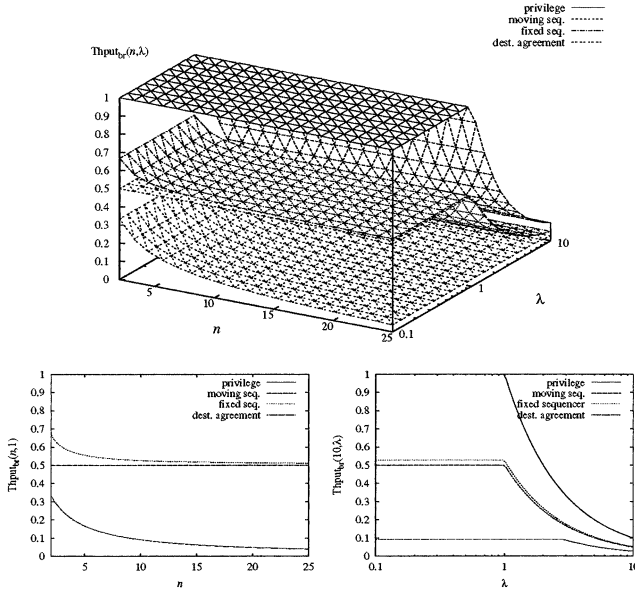 privilege
moving seq.
fixed seq.
dest. agreement
Thput_br(n,λ)
1
0.9
0.8
0.7
0.6
0.5
0.4
0.3
0.2
0.1
0
5
10
15
20
25
n
0.1
1
10
λ
1
0.9
0.8
0.7
0.6
0.5
0.4
0.3
0.2
0.1
0
Thput_br(n,1)
privilege
moving seq.
fixed seq.
dest. agreement
5
10
15
20
25
n
1
0.9
0.8
0.7
0.6
0.5
0.4
0.3
0.2
0.1
0
Thput_br(10,λ)
privilege
moving seq.
fixed sequencer
dest. agreement
0.1
1
10
λ